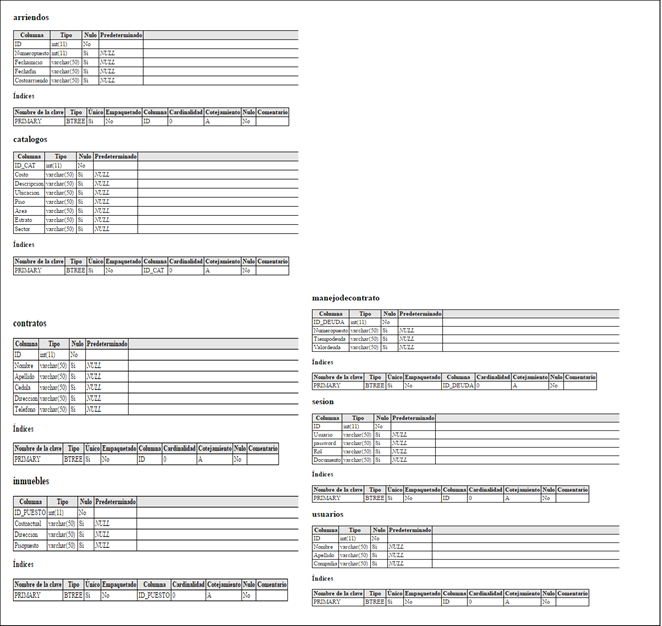 arriendos
Columna Tipo Nulo Predeterminado
ID int(11) No
Numeropuesto int(11) Sí NULL
Fechainicio varchar(50) Sí NULL
Fechafin varchar(50) Sí NULL
Costoarriendo varchar(50) Sí NULL
Índices
Nombre de la clave Tipo Único Empaquetado Columna Cardinalidad Cotejamiento Nulo Comentario
PRIMARY BTREE Sí No ID 0 A No
catalogos
Columna Tipo Nulo Predeterminado
ID_CAT int(11) No
Costo varchar(50) Sí NULL
Descripcion varchar(50) Sí NULL
Ubicacion varchar(50) Sí NULL
Piso varchar(50) Sí NULL
Area varchar(50) Sí NULL
Estrato varchar(50) Sí NULL
Sector varchar(50) Sí NULL
Índices
Nombre de la clave Tipo Único Empaquetado Columna Cardinalidad Cotejamiento Nulo Comentario
PRIMARY BTREE Sí No ID_CAT 0 A No
contratos
Columna Tipo Nulo Predeterminado
ID int(11) No
Nombre varchar(50) Sí NULL
Apellido varchar(50) Sí NULL
Cedula varchar(50) Sí NULL
Direccion varchar(50) Sí NULL
Telefono varchar(50) Sí NULL
Índices
Nombre de la clave Tipo Único Empaquetado Columna Cardinalidad Cotejamiento Nulo Comentario
PRIMARY BTREE Sí No ID 0 A No
inmuebles
Columna Tipo Nulo Predeterminado
ID_PUESTO int(11) No
Costoactual varchar(50) Sí NULL
Direccion varchar(50) Sí NULL
Pisopuesto varchar(50) Sí NULL
Índices
Nombre de la clave Tipo Único Empaquetado Columna Cardinalidad Cotejamiento Nulo Comentario
PRIMARY BTREE Sí No ID_PUESTO 0 A No
manejodecontrato
Columna Tipo Nulo Predeterminado
ID_DEUDA int(11) No
Numeropuesto varchar(50) Sí NULL
Tiempodeuda varchar(50) Sí NULL
Valordeuda varchar(50) Sí NULL
Índices
Nombre de la clave Tipo Único Empaquetado Columna Cardinalidad Cotejamiento Nulo Comentario
PRIMARY BTREE Sí No ID_DEUDA 0 A No
sesion
Columna Tipo Nulo Predeterminado
ID int(11) No
Usuario varchar(50) Sí NULL
password varchar(50) Sí NULL
Rol varchar(50) Sí NULL
Documento varchar(50) Sí NULL
Índices
Nombre de la clave Tipo Único Empaquetado Columna Cardinalidad Cotejamiento Nulo Comentario
PRIMARY BTREE Sí No ID 0 A No
usuarios
Columna Tipo Nulo Predeterminado
ID int(11) No
Nombre varchar(50) Sí NULL
Apellido varchar(50) Sí NULL
Compañia varchar(50) Sí NULL
Índices
Nombre de la clave Tipo Único Empaquetado Columna Cardinalidad Cotejamiento Nulo Comentario
PRIMARY BTREE Sí No ID 0 A No